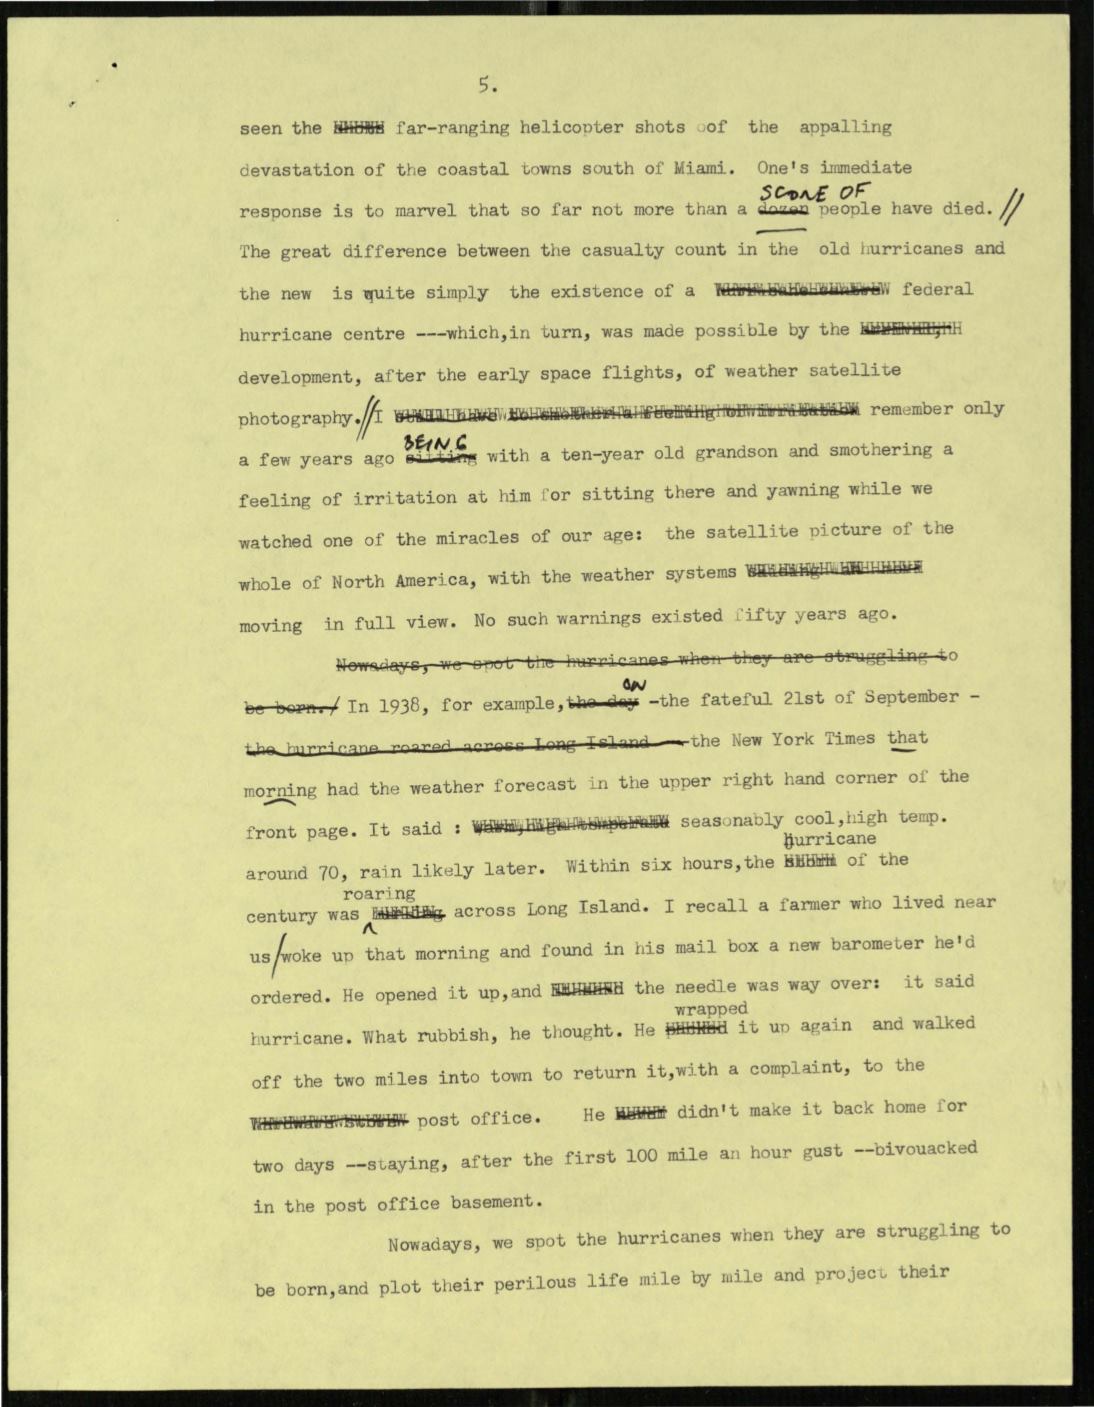 5.
seen the far-ranging helicopter shots of the appalling
devastation of the coastal towns south of Miami. One's immediate
SCORE OF
response is to marvel that so far not more than a dozen people have died. //
The great difference between the casualty count in the old hurricanes and
the new is quite simply the existence of a federal
hurricane centre ---which,in turn, was made possible by the
development, after the early space flights, of weather satellite
photography.//I remember only
BEING
a few years ago sitting with a ten-year old grandson and smothering a
feeling of irritation at him for sitting there and yawning while we
watched one of the miracles of our age: the satellite picture of the
whole of North America, with the weather systems
moving in full view. No such warnings existed fifty years ago.
Nowadays, we spot the hurricanes when they are struggling to
ON
be born./ In 1938, for example,the day -the fateful 21st of September -
the hurricane roared across Long Island -the New York Times that
morning had the weather forecast in the upper right hand corner of the
front page. It said : seasonably cool,high temp.
hurricane
around 70, rain likely later. Within six hours,the storm of the
roaring
century was across Long Island. I recall a farmer who lived near
us/woke up that morning and found in his mail box a new barometer he'd
ordered. He opened it up,and the needle was way over: it said
wrapped
hurricane. What rubbish, he thought. He it up again and walked
off the two miles into town to return it,with a complaint, to the
post office. He didn't make it back home for
two days --staying, after the first 100 mile an hour gust --bivouacked
in the post office basement.
Nowadays, we spot the hurricanes when they are struggling to
be born,and plot their perilous life mile by mile and project their